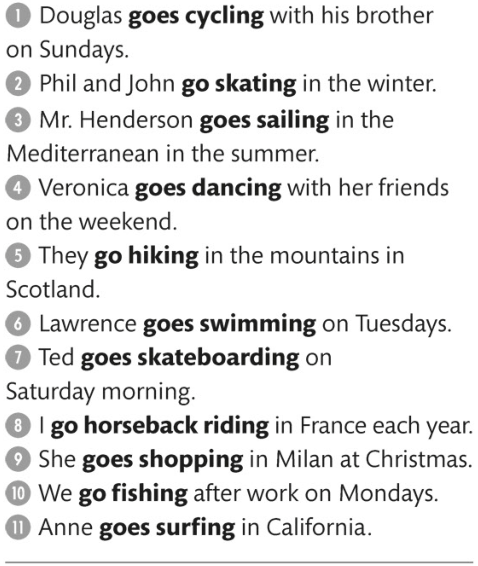 1 Douglas goes cycling with his brother
on Sundays.
2 Phil and John go skating in the winter.
3 Mr. Henderson goes sailing in the
Mediterranean in the summer.
4 Veronica goes dancing with her friends
on the weekend.
5 They go hiking in the mountains in
Scotland.
6 Lawrence goes swimming on Tuesdays.
7 Ted goes skateboarding on
Saturday morning.
8 I go horseback riding in France each year.
9 She goes shopping in Milan at Christmas.
10 We go fishing after work on Mondays.
11 Anne goes surfing in California.